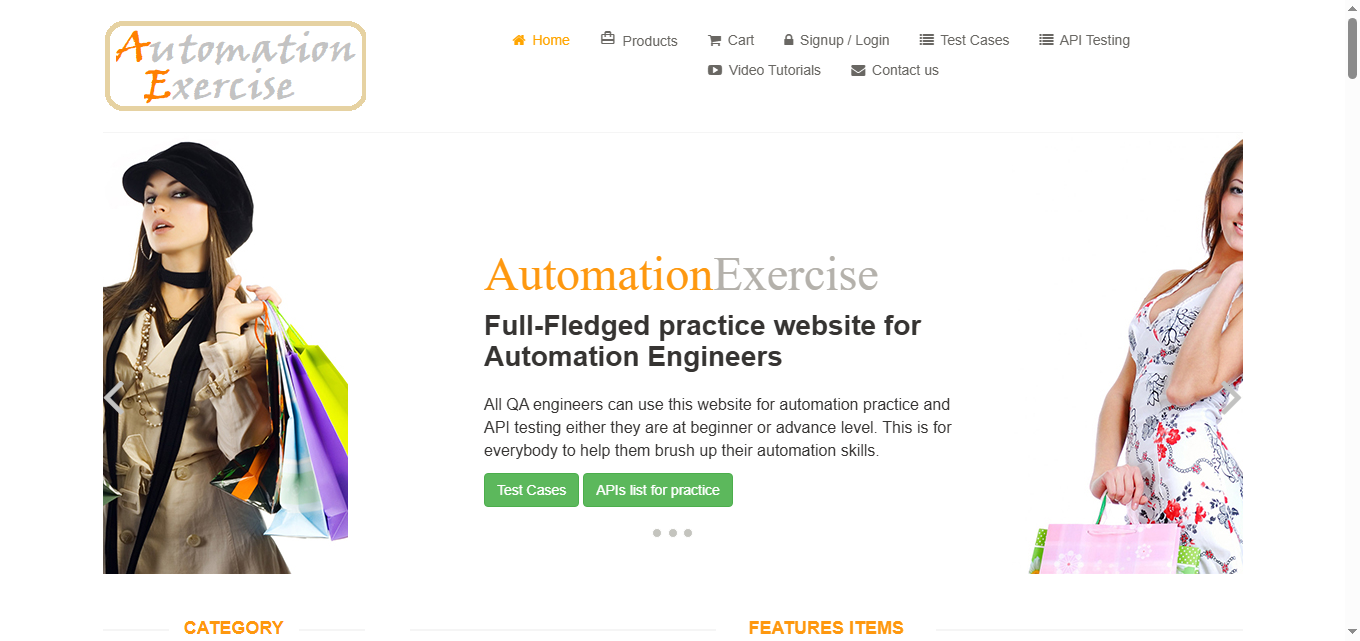 Automation
Exercise
Home Products Cart Signup / Login Test Cases API Testing
Video Tutorials Contact us
AutomationExercise
Full-Fledged practice website for
Automation Engineers
All QA engineers can use this website for automation practice and
API testing either they are at beginner or advance level. This is for
everybody to help them brush up their automation skills.
Test Cases APIs list for practice
CATEGORY FEATURES ITEMS